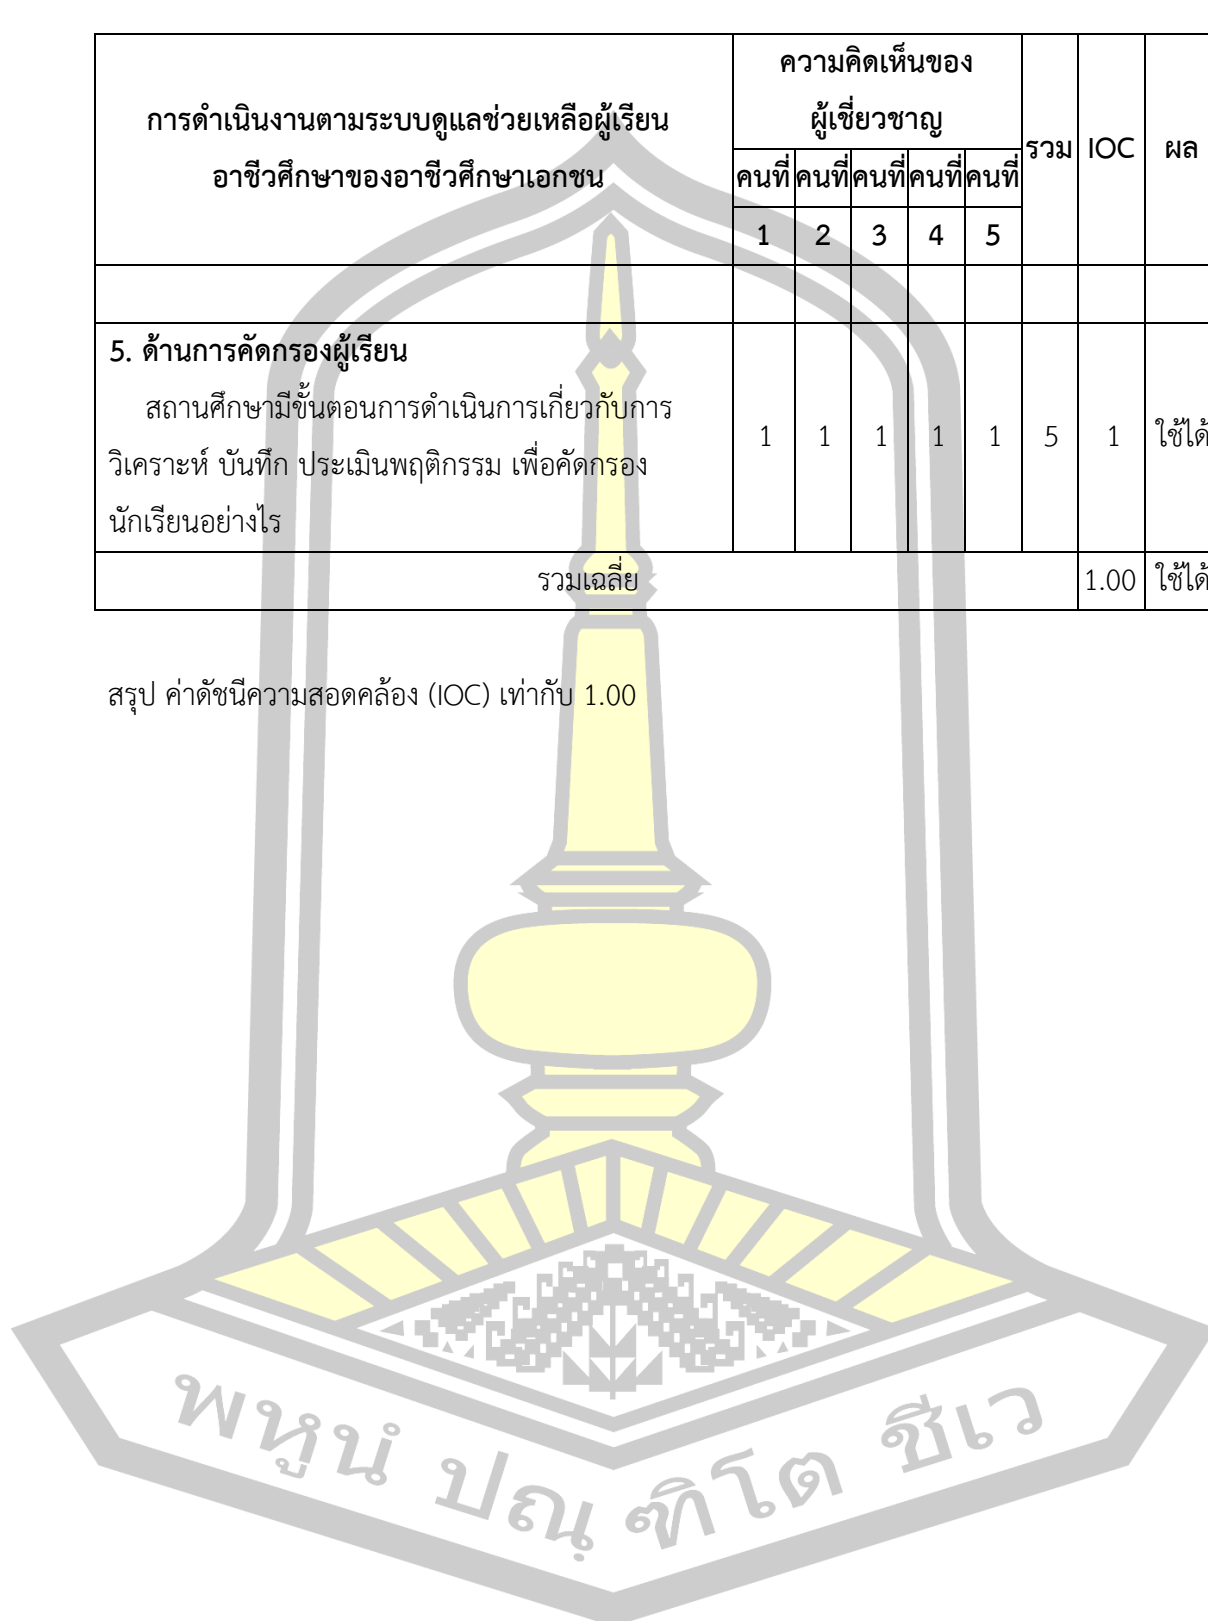 การดำเนินงานตามระบบดูแลช่วยเหลือผู้เรียน
อาชีวศึกษาของอาชีวศึกษาเอกชน
ความคิดเห็นของ
ผู้เชี่ยวชาญ
คนที่ คนที่ คนที่ คนที่ คนที่
1 2 3 4 5
รวม IOC ผล
5. ด้านการคัดกรองผู้เรียน
สถานศึกษามีขั้นตอนการดำเนินการเกี่ยวกับการ
วิเคราะห์ บันทึก ประเมินพฤติกรรม เพื่อคัดกรอง
นักเรียนอย่างไร
1 1 1 1 1 5 1 ใช้ได้
รวมเฉลี่ย 1.00 ใช้ได้
สรุป ค่าดัชนีความสอดคล้อง (IOC) เท่ากับ 1.00
พหูนํ ปณฺฑิโต ชีเว